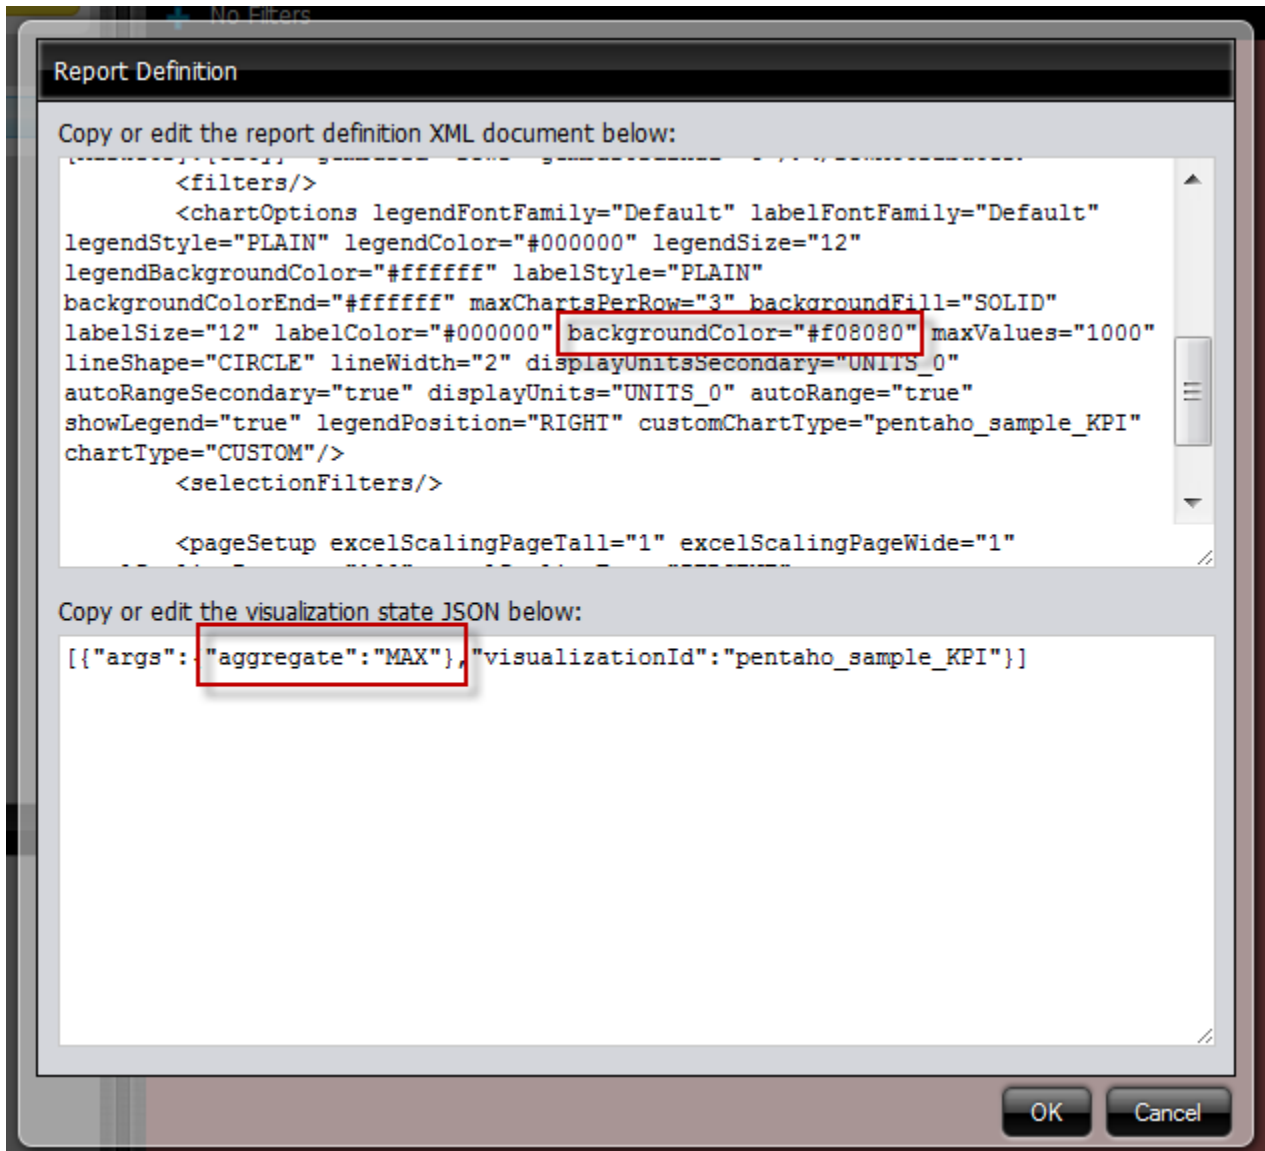 No Filters
Report Definition
Copy or edit the report definition XML document below:
<filters/>
<chartOptions legendFontFamily="Default" labelFontFamily="Default"
legendStyle="PLAIN" legendColor="#000000" legendSize="12"
legendBackgroundColor="#ffffff" labelStyle="PLAIN"
backgroundColorEnd="#ffffff" maxChartsPerRow="3" backgroundFill="SOLID"
labelSize="12" labelColor="#000000" backgroundColor="#f08080" maxValues="1000"
lineShape="CIRCLE" lineWidth="2" displayUnitsSecondary="UNITS_0"
autoRangeSecondary="true" displayUnits="UNITS_0" autoRange="true"
showLegend="true" legendPosition="RIGHT" customChartType="pentaho_sample_KPI"
chartType="CUSTOM"/>
<selectionFilters/>
<pageSetup excelScalingPageTall="1" excelScalingPageWide="1"
Copy or edit the visualization state JSON below:
[{"args":{"aggregate":"MAX"},"visualizationId":"pentaho_sample_KPI"}]
OK Cancel